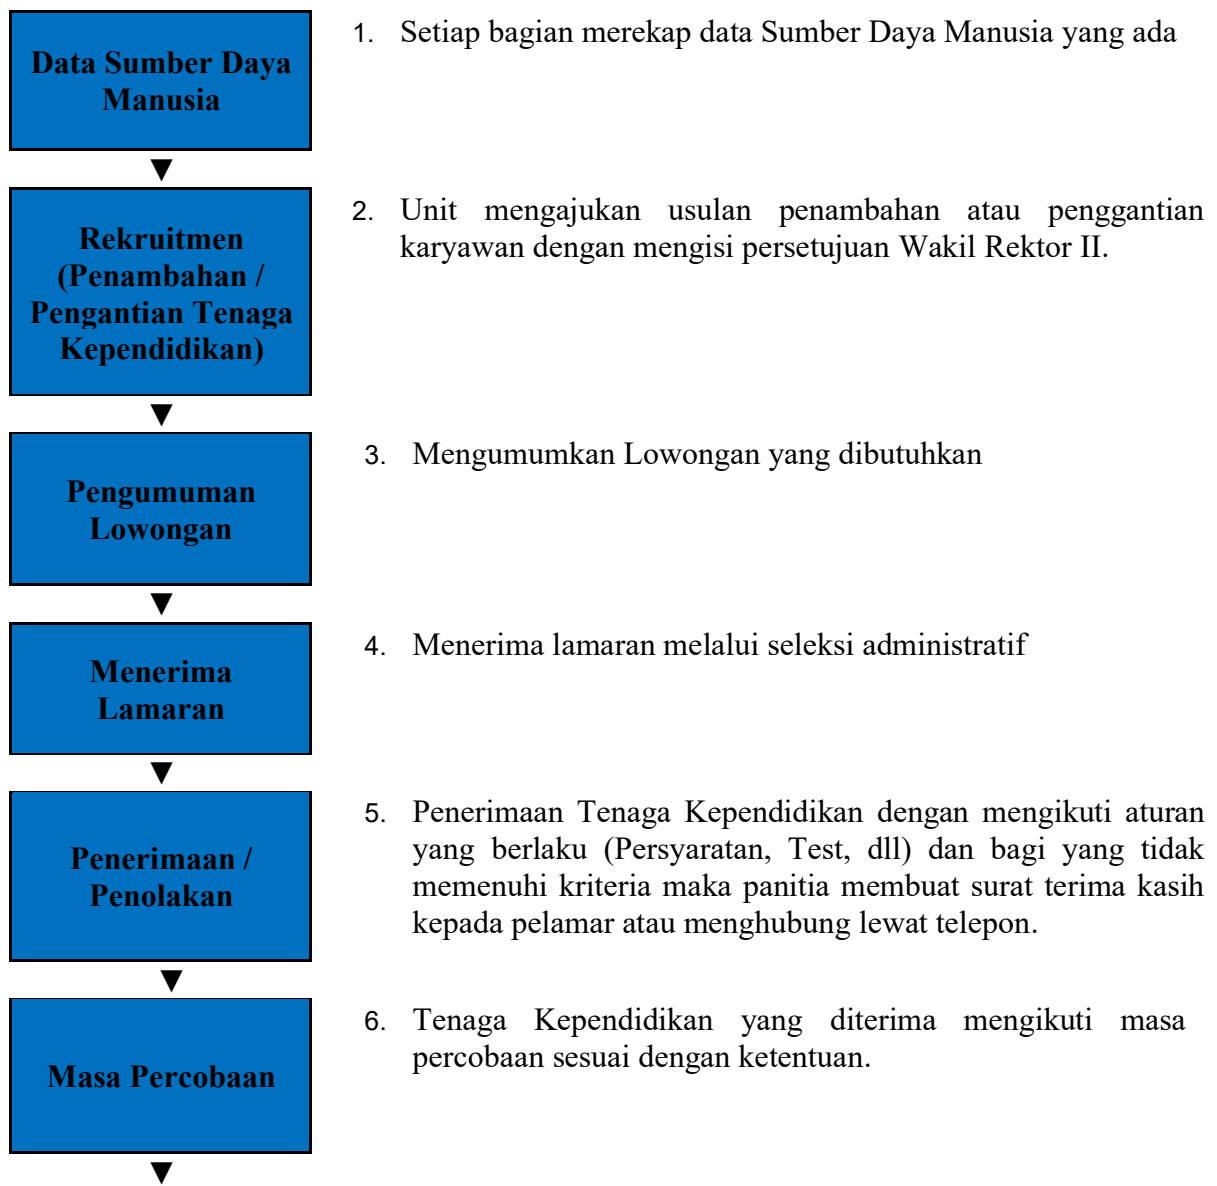 Data Sumber Daya
Manusia
1. Setiap bagian merekap data Sumber Daya Manusia yang ada
Rekruitmen
(Penambahan /
Pengantian Tenaga
Kependidikan)
2. Unit mengajukan usulan penambahan atau penggantian
karyawan dengan mengisi persetujuan Wakil Rektor II.
Pengumuman
Lowongan
3. Mengumumkan Lowongan yang dibutuhkan
Menerima
Lamaran
4. Menerima lamaran melalui seleksi administratif
Penerimaan /
Penolakan
5. Penerimaan Tenaga Kependidikan dengan mengikuti aturan
yang berlaku (Persyaratan, Test, dll) dan bagi yang tidak
memenuhi kriteria maka panitia membuat surat terima kasih
kepada pelamar atau menghubung lewat telepon.
Masa Percobaan
6. Tenaga Kependidikan yang diterima mengikuti masa
percobaan sesuai dengan ketentuan.